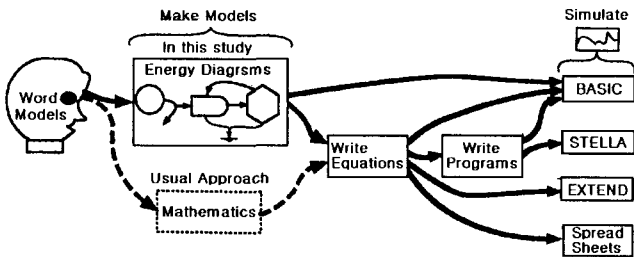 Make Models
Simulate
In this study
Energy Diagrsms
BASIC
Word
Models
Write
Equations
Write
Programs
STELLA
Usual Approach
Mathematics
EXTEND
Spread
Sheets